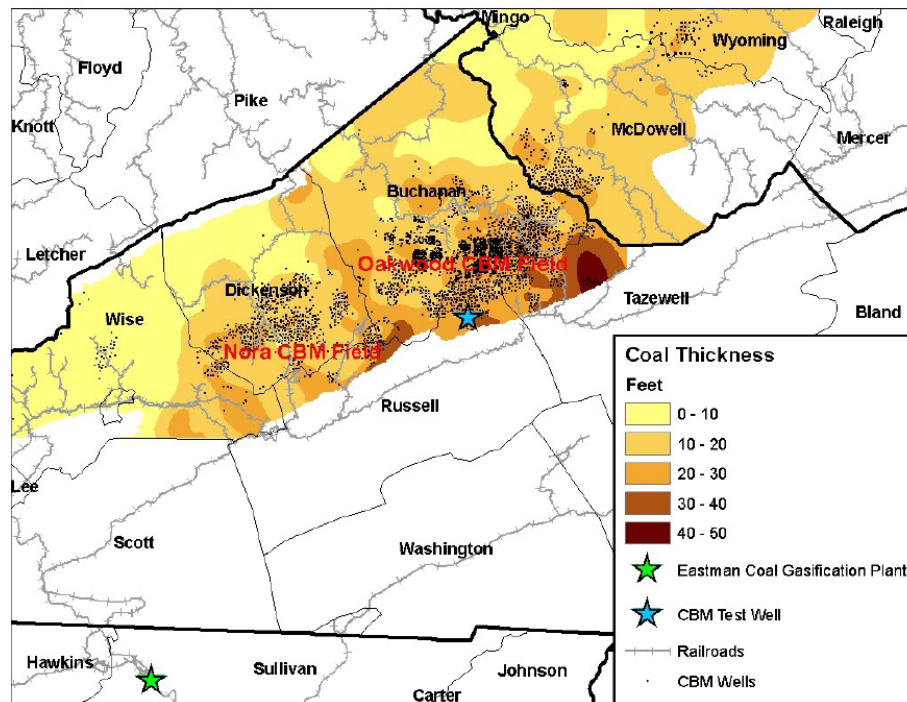 Mingo
Raleigh
Wyoming
Floyd
Pike
Knott
McDowell
Mercer
Buchanan
Letcher
Oakwood CBM Field
Dickenson
Tazewell
Bland
Wise
Nora CBM Field
Russell
Lee
Scott
Washington
Hawkins
Sullivan
Johnson
Carter
Coal Thickness
Feet
0 - 10
10 - 20
20 - 30
30 - 40
40 - 50
Eastman Coal Gasification Plant
CBM Test Well
Railroads
CBM Wells